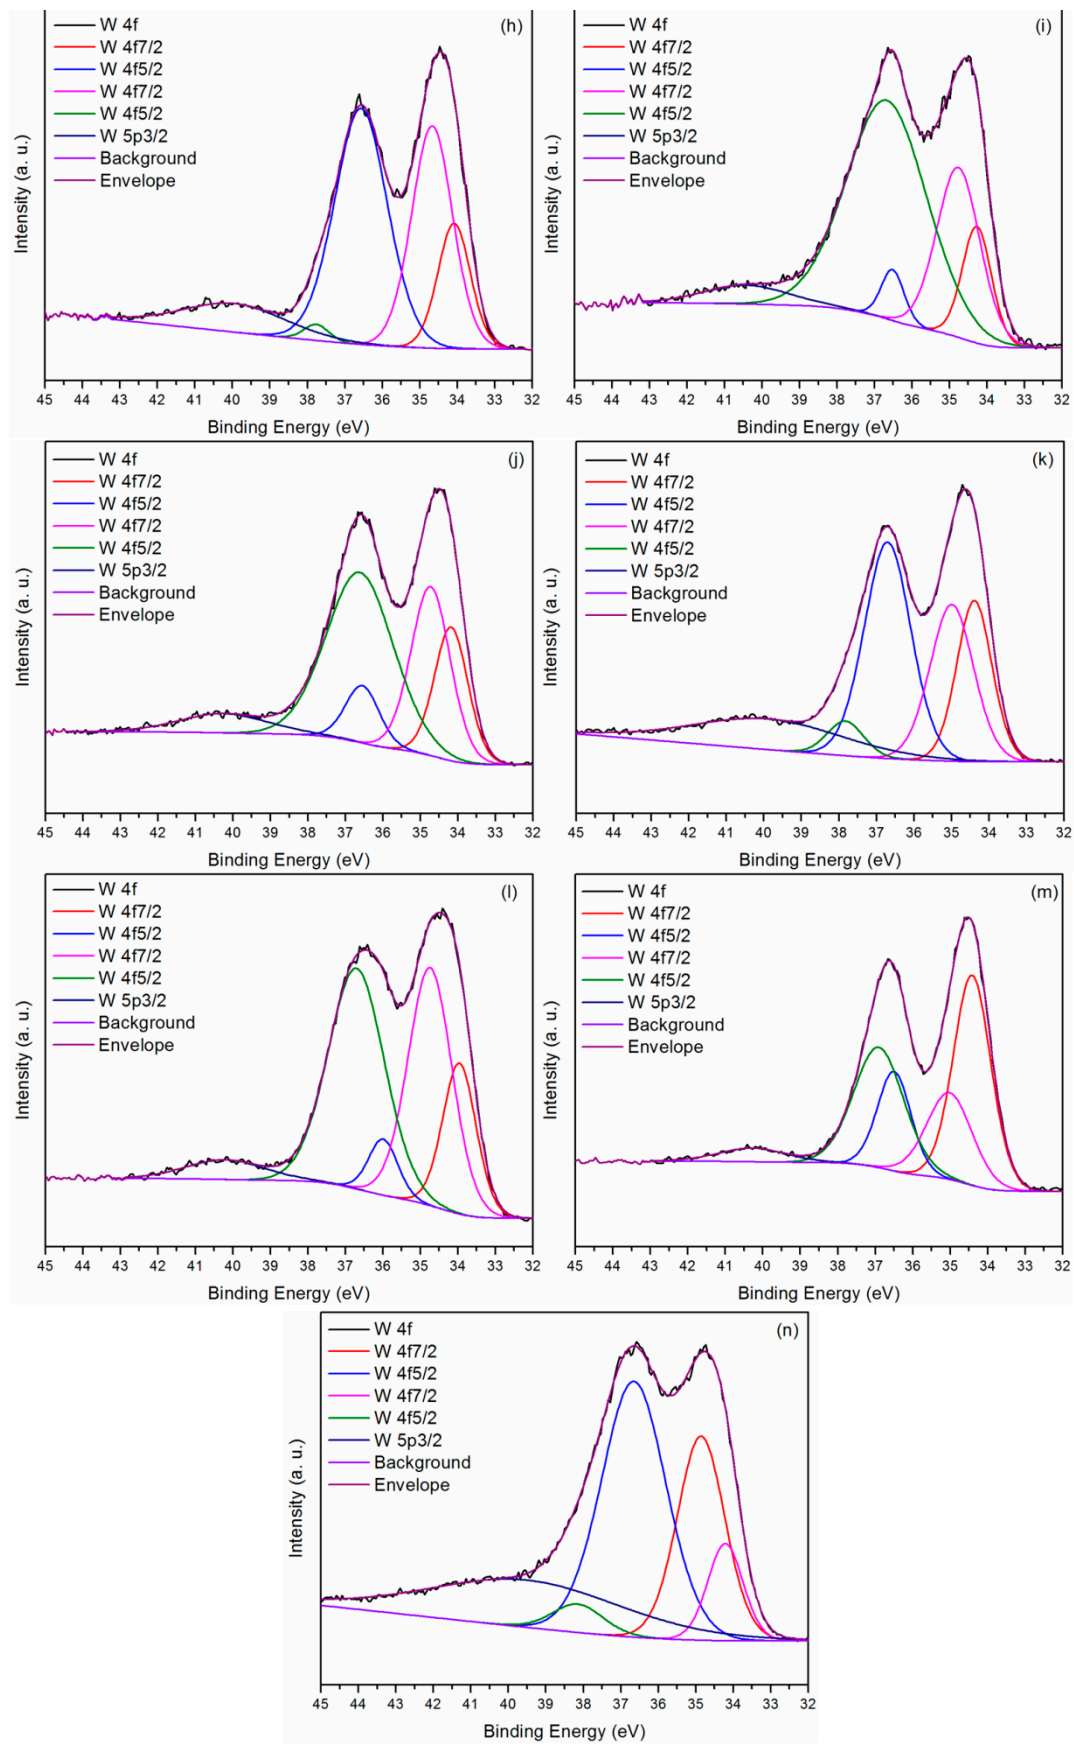 (h)
W 4f
W 4f7/2
W 4f5/2
W 4f7/2
W 4f5/2
W 5p3/2
Background
Envelope
Intensity (a. u.)
45 44 43 42 41 40 39 38 37 36 35 34 33 32
Binding Energy (eV)
(i)
W 4f
W 4f7/2
W 4f5/2
W 4f7/2
W 4f5/2
W 5p3/2
Background
Envelope
Intensity (a. u.)
45 44 43 42 41 40 39 38 37 36 35 34 33 32
Binding Energy (eV)
(j)
W 4f
W 4f7/2
W 4f5/2
W 4f7/2
W 4f5/2
W 5p3/2
Background
Envelope
Intensity (a. u.)
45 44 43 42 41 40 39 38 37 36 35 34 33 32
Binding Energy (eV)
(k)
W 4f
W 4f7/2
W 4f5/2
W 4f7/2
W 4f5/2
W 5p3/2
Background
Envelope
Intensity (a. u.)
45 44 43 42 41 40 39 38 37 36 35 34 33 32
Binding Energy (eV)
(l)
W 4f
W 4f7/2
W 4f5/2
W 4f7/2
W 4f5/2
W 5p3/2
Background
Envelope
Intensity (a. u.)
45 44 43 42 41 40 39 38 37 36 35 34 33 32
Binding Energy (eV)
(m)
W 4f
W 4f7/2
W 4f5/2
W 4f7/2
W 4f5/2
W 5p3/2
Background
Envelope
Intensity (a. u.)
45 44 43 42 41 40 39 38 37 36 35 34 33 32
Binding Energy (eV)
(n)
W 4f
W 4f7/2
W 4f5/2
W 4f7/2
W 4f5/2
W 5p3/2
Background
Envelope
Intensity (a. u.)
45 44 43 42 41 40 39 38 37 36 35 34 33 32
Binding Energy (eV)